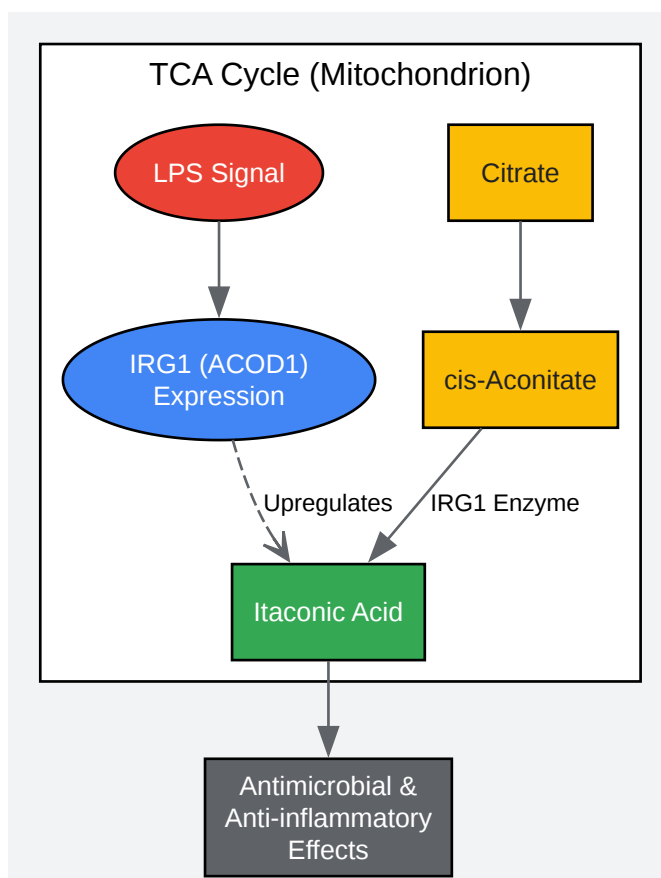 TCA Cycle (Mitochondrion)
LPS Signal
Citrate
IRG1 (ACOD1)
Expression
cis-Aconitate
Upregulates
IRG1 Enzyme
Itaconic Acid
Antimicrobial &
Anti-inflammatory
Effects